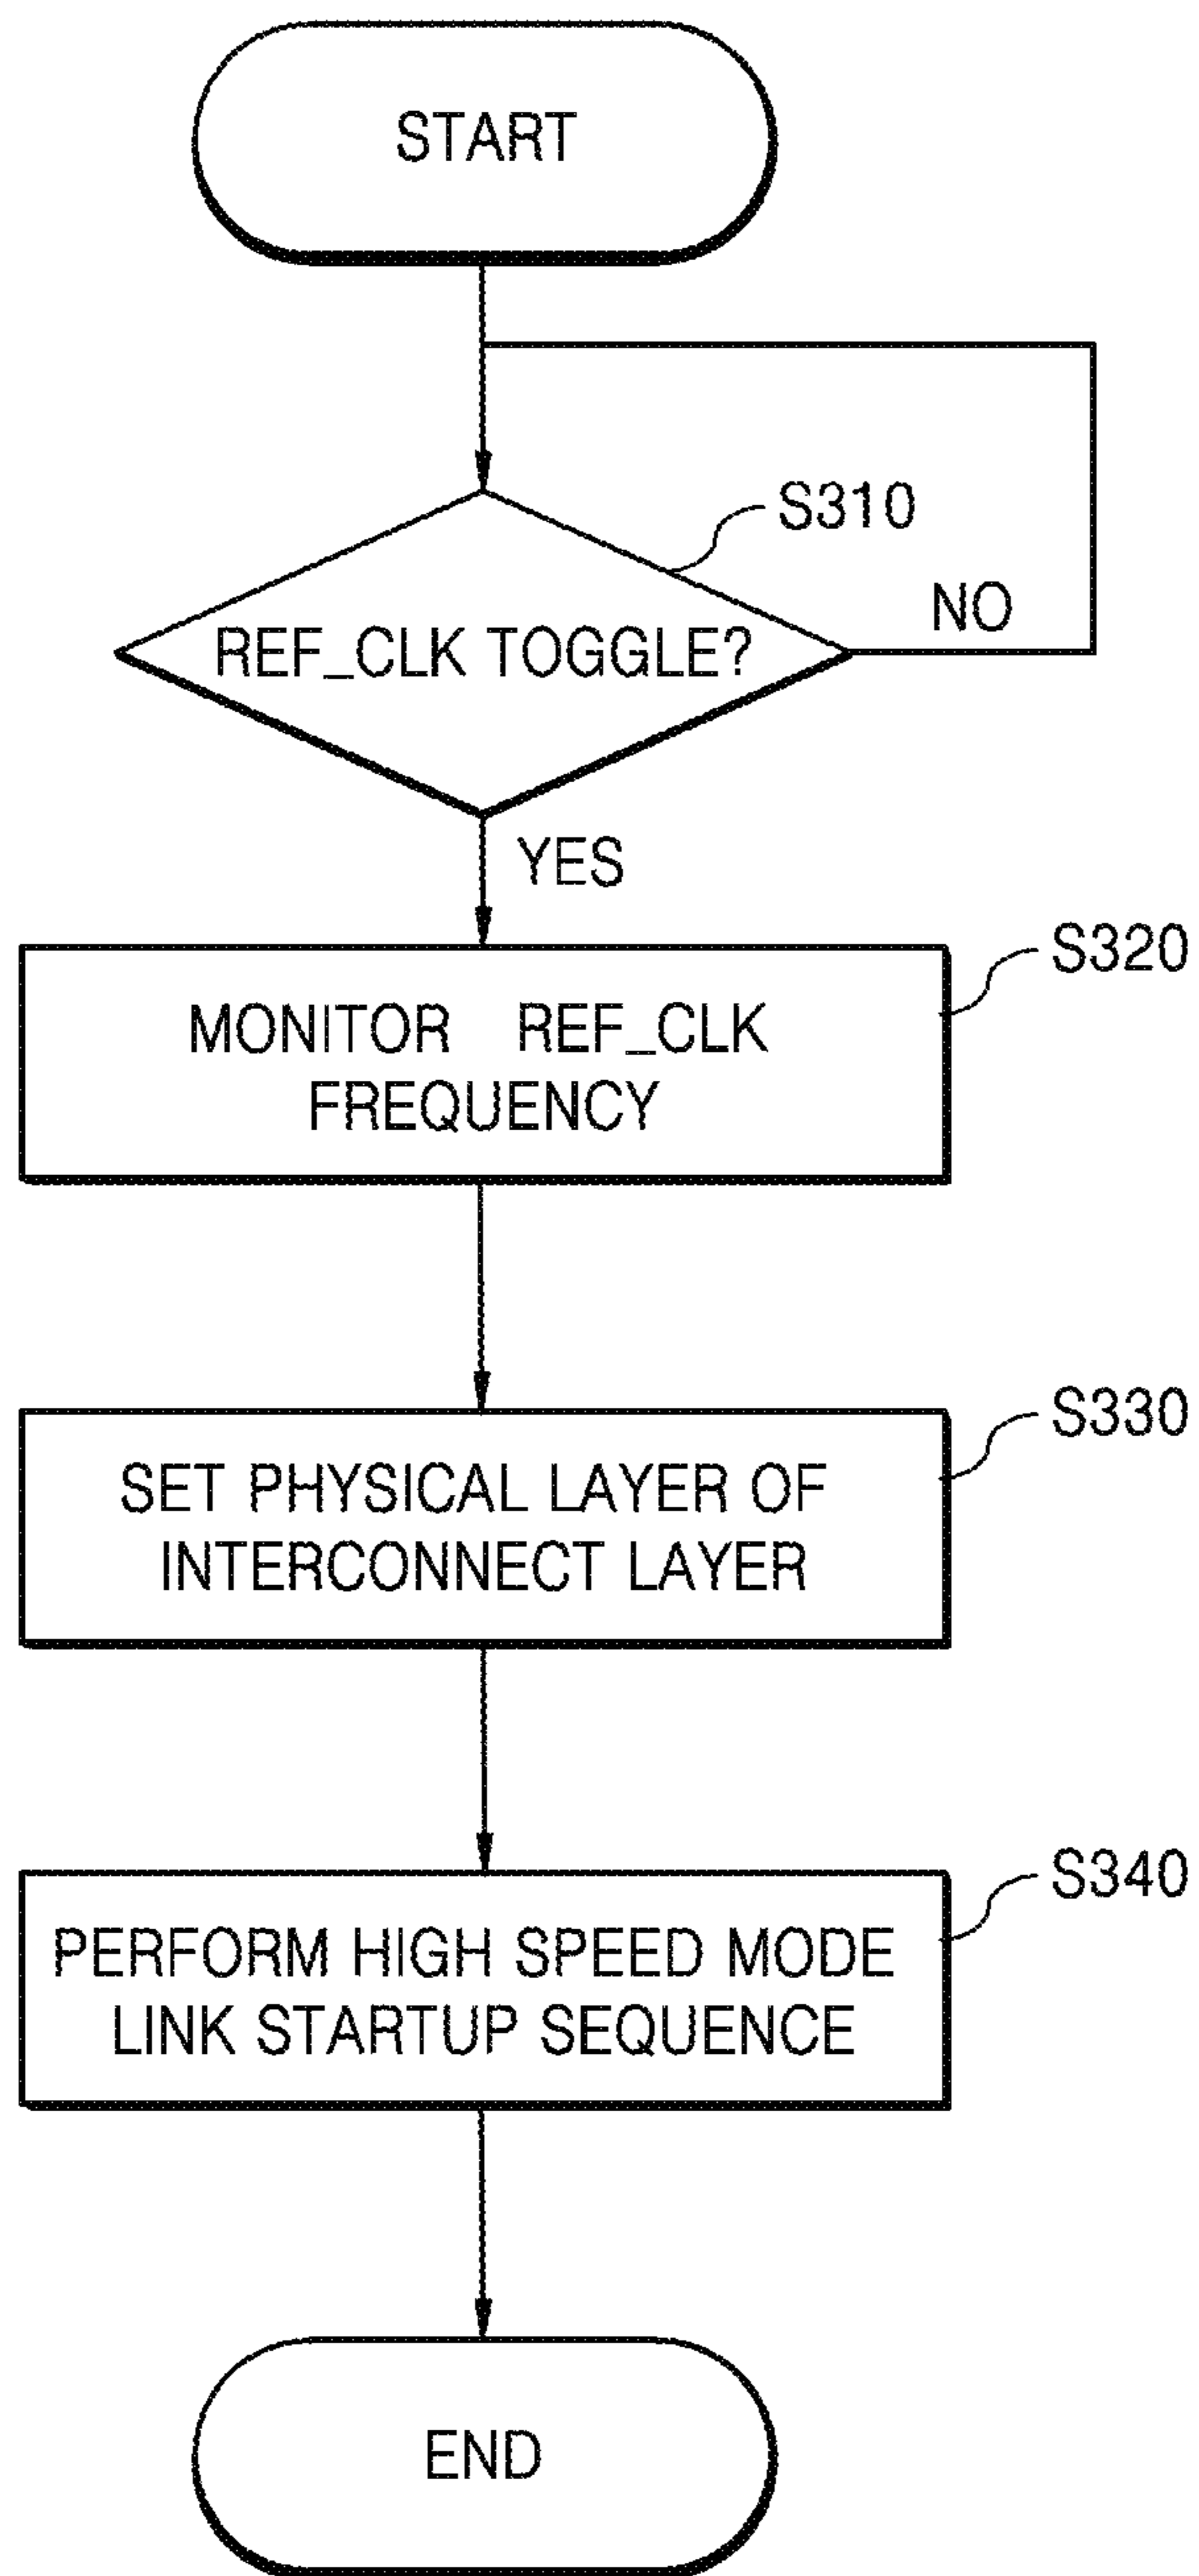 START
S310
REF_CLK TOGGLE?
NO
YES
S320
MONITOR REF_CLK
FREQUENCY
S330
SET PHYSICAL LAYER OF
INTERCONNECT LAYER
S340
PERFORM HIGH SPEED MODE
LINK STARTUP SEQUENCE
END